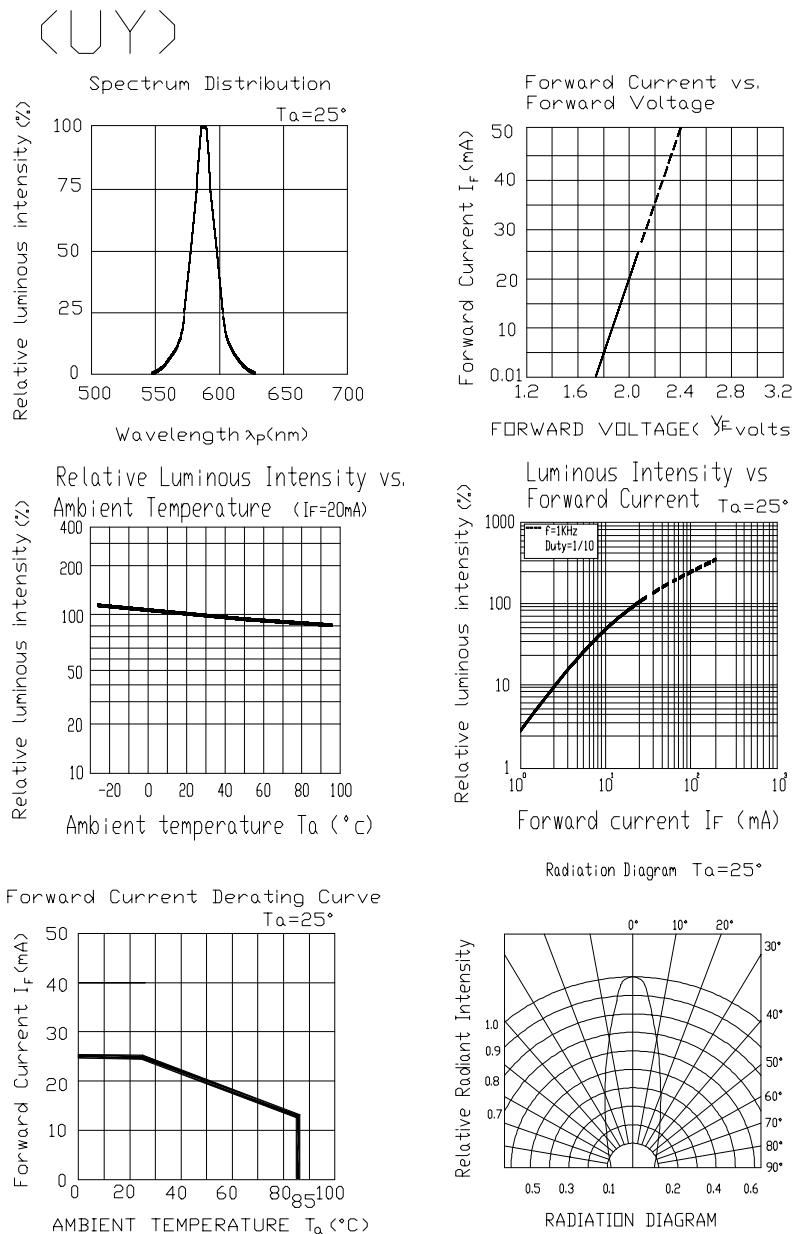 (UY)
Spectrum Distribution
Ta=25°
Relative luminous intensity (%)
100
75
50
25
0
500 550 600 650 700
Wavelength λP(nm)
Forward Current vs.
Forward Voltage
Forward Current IF (mA)
50
40
30
20
10
0.01
1.2 1.6 2.0 2.4 2.8 3.2
FORWARD VOLTAGE( VF volts
Relative Luminous Intensity vs.
Ambient Temperature (IF=20mA)
Relative luminous intensity (%)
400
200
100
50
20
10
-20 0 20 40 60 80 100
Ambient temperature Ta (°c)
Luminous Intensity vs
Forward Current Ta=25°
f=1KHz
Duty=1/10
Relative luminous intensity (%)
1000
100
10
1
10⁰ 10¹ 10² 10³
Forward current IF (mA)
Forward Current Derating Curve
Ta=25°
Forward Current IF (mA)
50
40
30
20
10
0
0 20 40 60 80 85 100
AMBIENT TEMPERATURE Ta (°C)
Radiation Diagram Ta=25°
Relative Radiant Intensity
0° 10° 20°
30°
40°
50°
60°
70°
80°
90°
1.0
0.9
0.8
0.7
0.5 0.3 0.1 0.2 0.4 0.6
RADIATION DIAGRAM